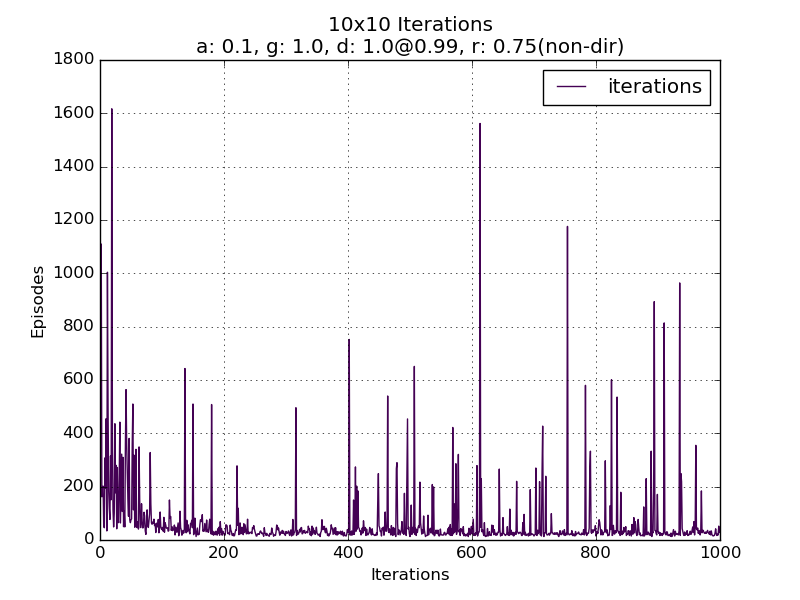 10x10 Iterations
a: 0.1, g: 1.0, d: 1.0@0.99, r: 0.75(non-dir)
iterations
Episodes
1800
1600
1400
1200
1000
800
600
400
200
0
0 200 400 600 800 1000
Iterations